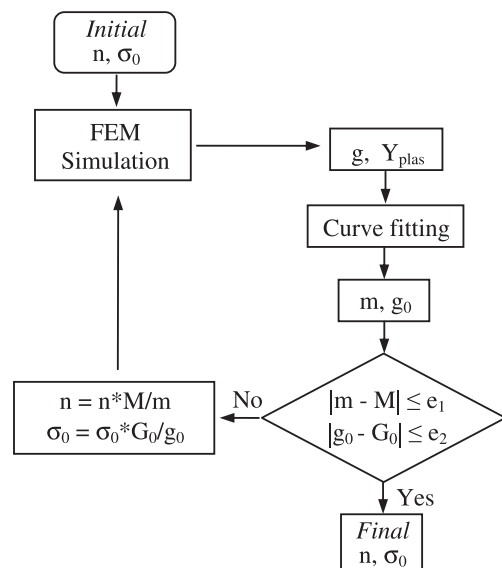 Initial
n, σ₀
FEM
Simulation
g, Yₚₗₐₛ
Curve fitting
m, g₀
|m - M| ≤ e₁
|g₀ - G₀| ≤ e₂
No
n = n*M/m
σ₀ = σ₀*G₀/g₀
Yes
Final
n, σ₀